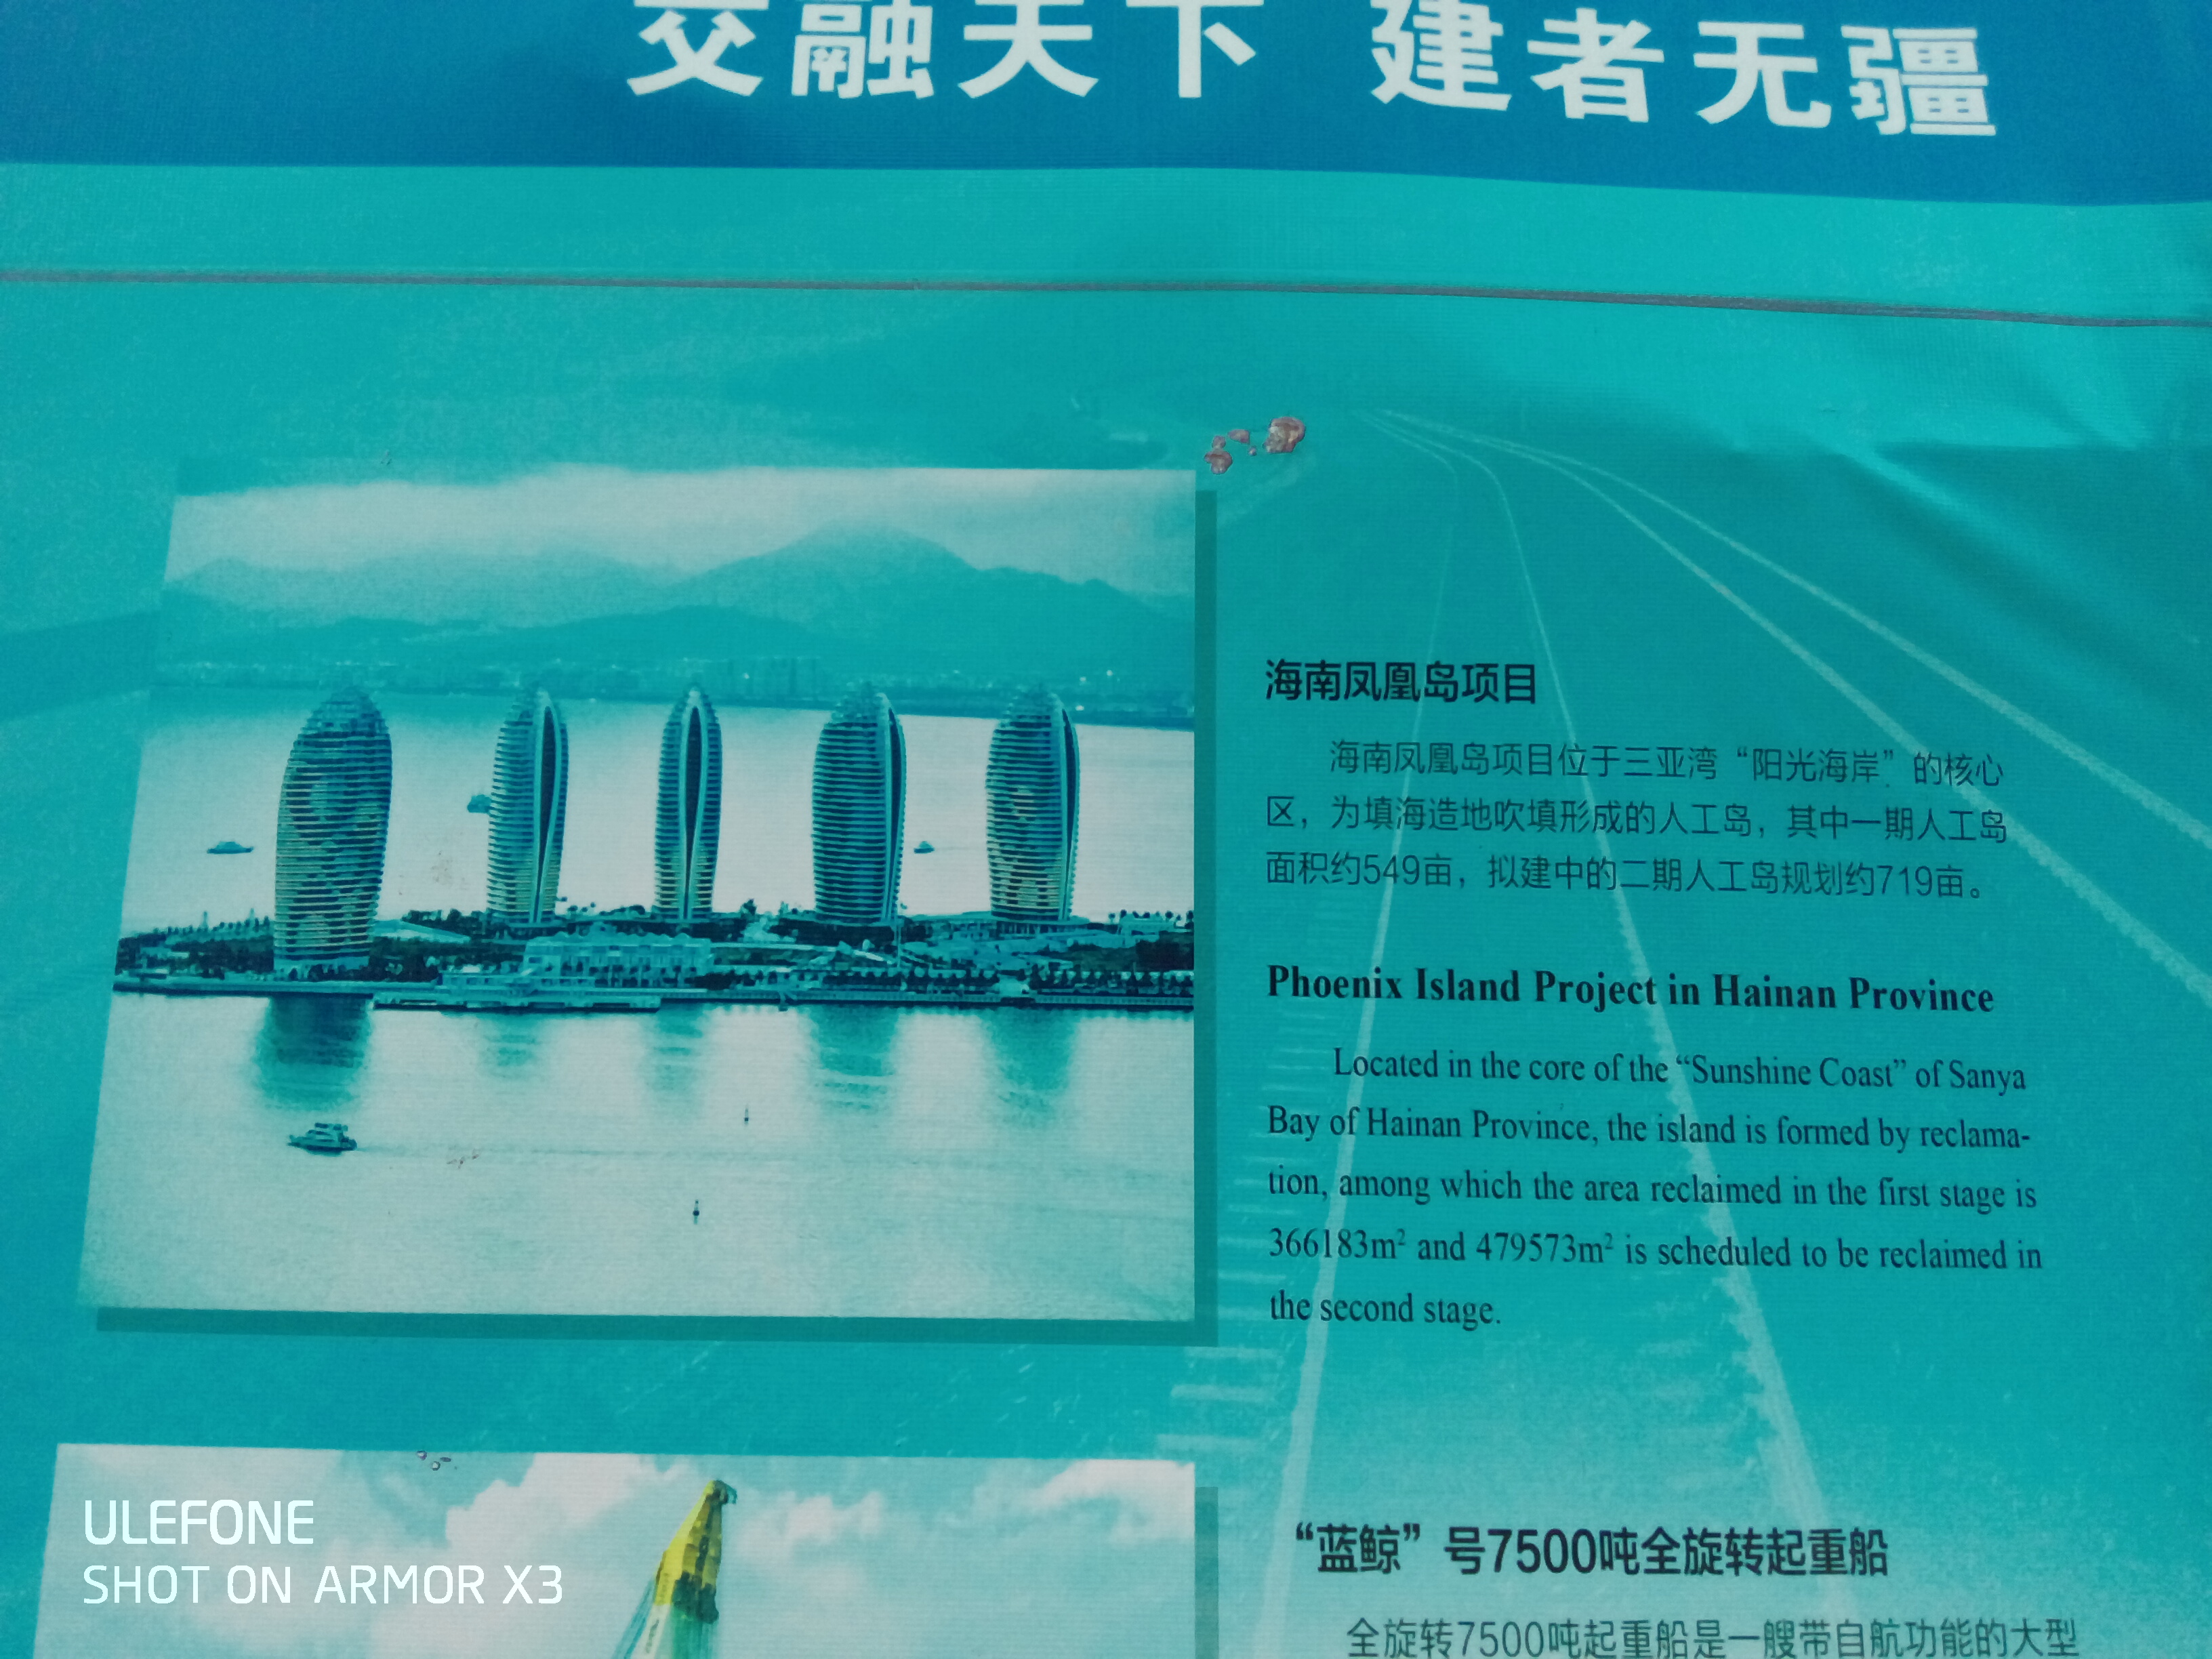 交融天下 建者无疆
海南凤凰岛项目
海南凤凰岛项目位于三亚湾“阳光海岸”的核心
区，为填海造地吹填形成的人工岛，其中一期人工岛
面积约549亩，拟建中的二期人工岛规划约719亩。
Phoenix Island Project in Hainan Province
Located in the core of the “Sunshine Coast” of Sanya
Bay of Hainan Province, the island is formed by reclama-
tion, among which the area reclaimed in the first stage is
366183m² and 479573m² is scheduled to be reclaimed in
the second stage.
“蓝鲸”号7500吨全旋转起重船
全旋转7500吨起重船是一艘带自航功能的大型
ULEFONE
SHOT ON ARMOR X3